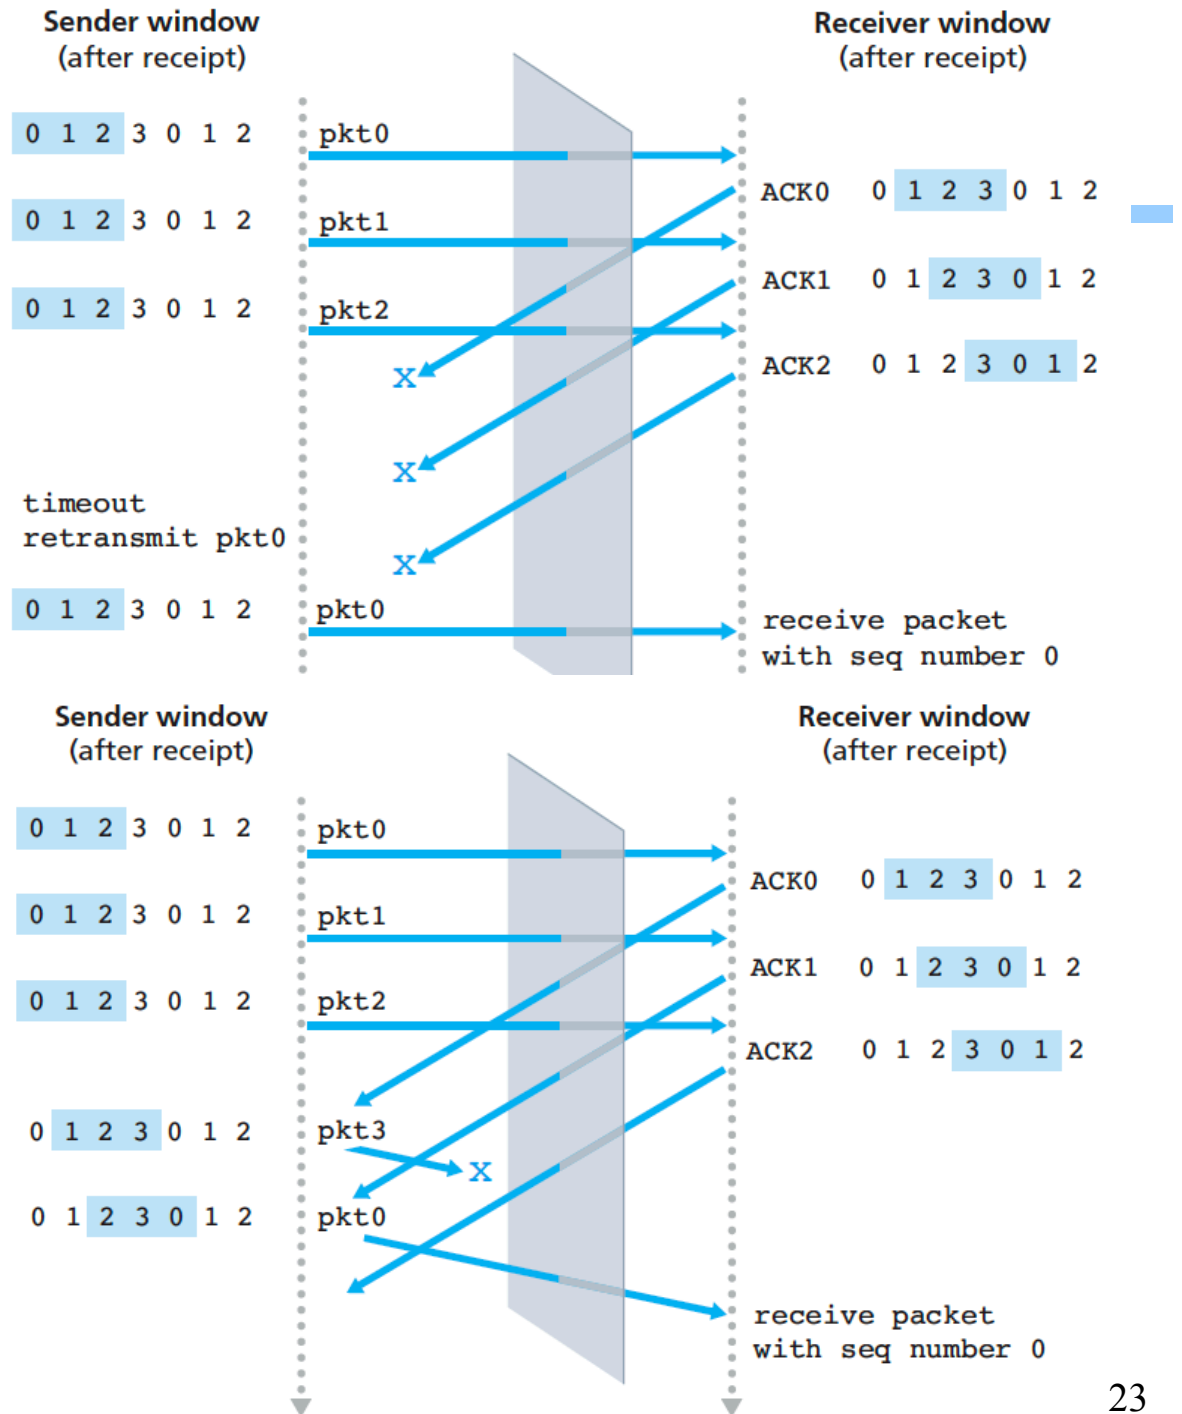 Sender window
(after receipt)
Receiver window
(after receipt)
0 1 2 3 0 1 2
pkt0
ACK0 0 1 2 3 0 1 2
0 1 2 3 0 1 2
pkt1
ACK1 0 1 2 3 0 1 2
0 1 2 3 0 1 2
pkt2
ACK2 0 1 2 3 0 1 2
x
x
timeout
retransmit pkt0
x
0 1 2 3 0 1 2
pkt0
receive packet
with seq number 0
Sender window
(after receipt)
Receiver window
(after receipt)
0 1 2 3 0 1 2
pkt0
ACK0 0 1 2 3 0 1 2
0 1 2 3 0 1 2
pkt1
ACK1 0 1 2 3 0 1 2
0 1 2 3 0 1 2
pkt2
ACK2 0 1 2 3 0 1 2
0 1 2 3 0 1 2
pkt3
x
0 1 2 3 0 1 2
pkt0
receive packet
with seq number 0
23